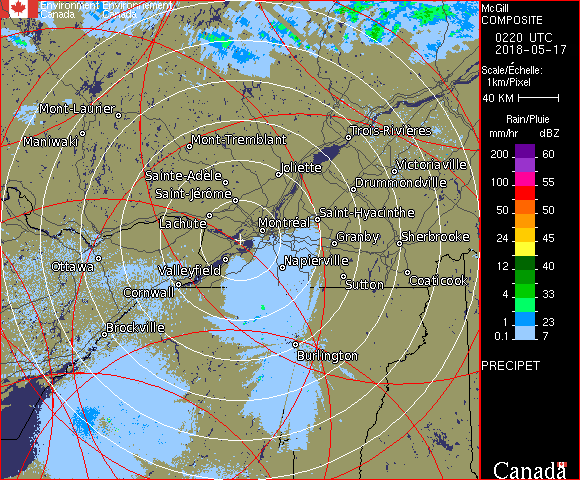 Environment Environnement
Canada Canada
McGill
COMPOSITE
0220 UTC
2018-05-17
Scale/Échelle:
1km/Pixel
40 KM
Rain/Pluie
mm/hr dBZ
200 60
100 55
50 50
24 45
12 40
4 33
1 23
0.1 7
PRECIPET
Canada
Mont-Laurier
Maniwaki
Mont-Tremblant
Trois-Rivières
Joliette
Victoriaville
Sainte-Adèle
Drummondville
Saint-Jérôme
Saint-Hyacinthe
Lachute
Montréal
Granby
Sherbrooke
Ottawa
Valleyfield
Napierville
Cornwall
Sutton
Coaticook
Brockville
Burlington